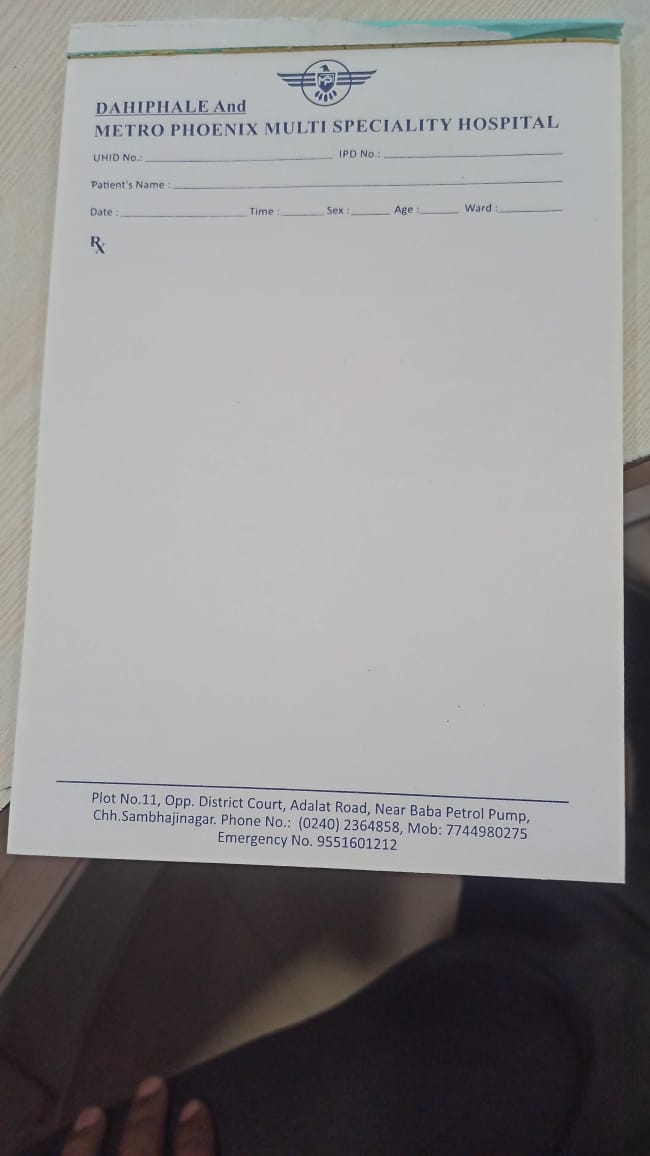 MP
DAHIPHALE And
METRO PHOENIX MULTI SPECIALITY HOSPITAL
UHID No.: IPD No.:
Patient's Name :
Date : Time : Sex : Age : Ward :
℞
Plot No.11, Opp. District Court, Adalat Road, Near Baba Petrol Pump,
Chh.Sambhajinagar. Phone No.: (0240) 2364858, Mob: 7744980275
Emergency No. 9551601212